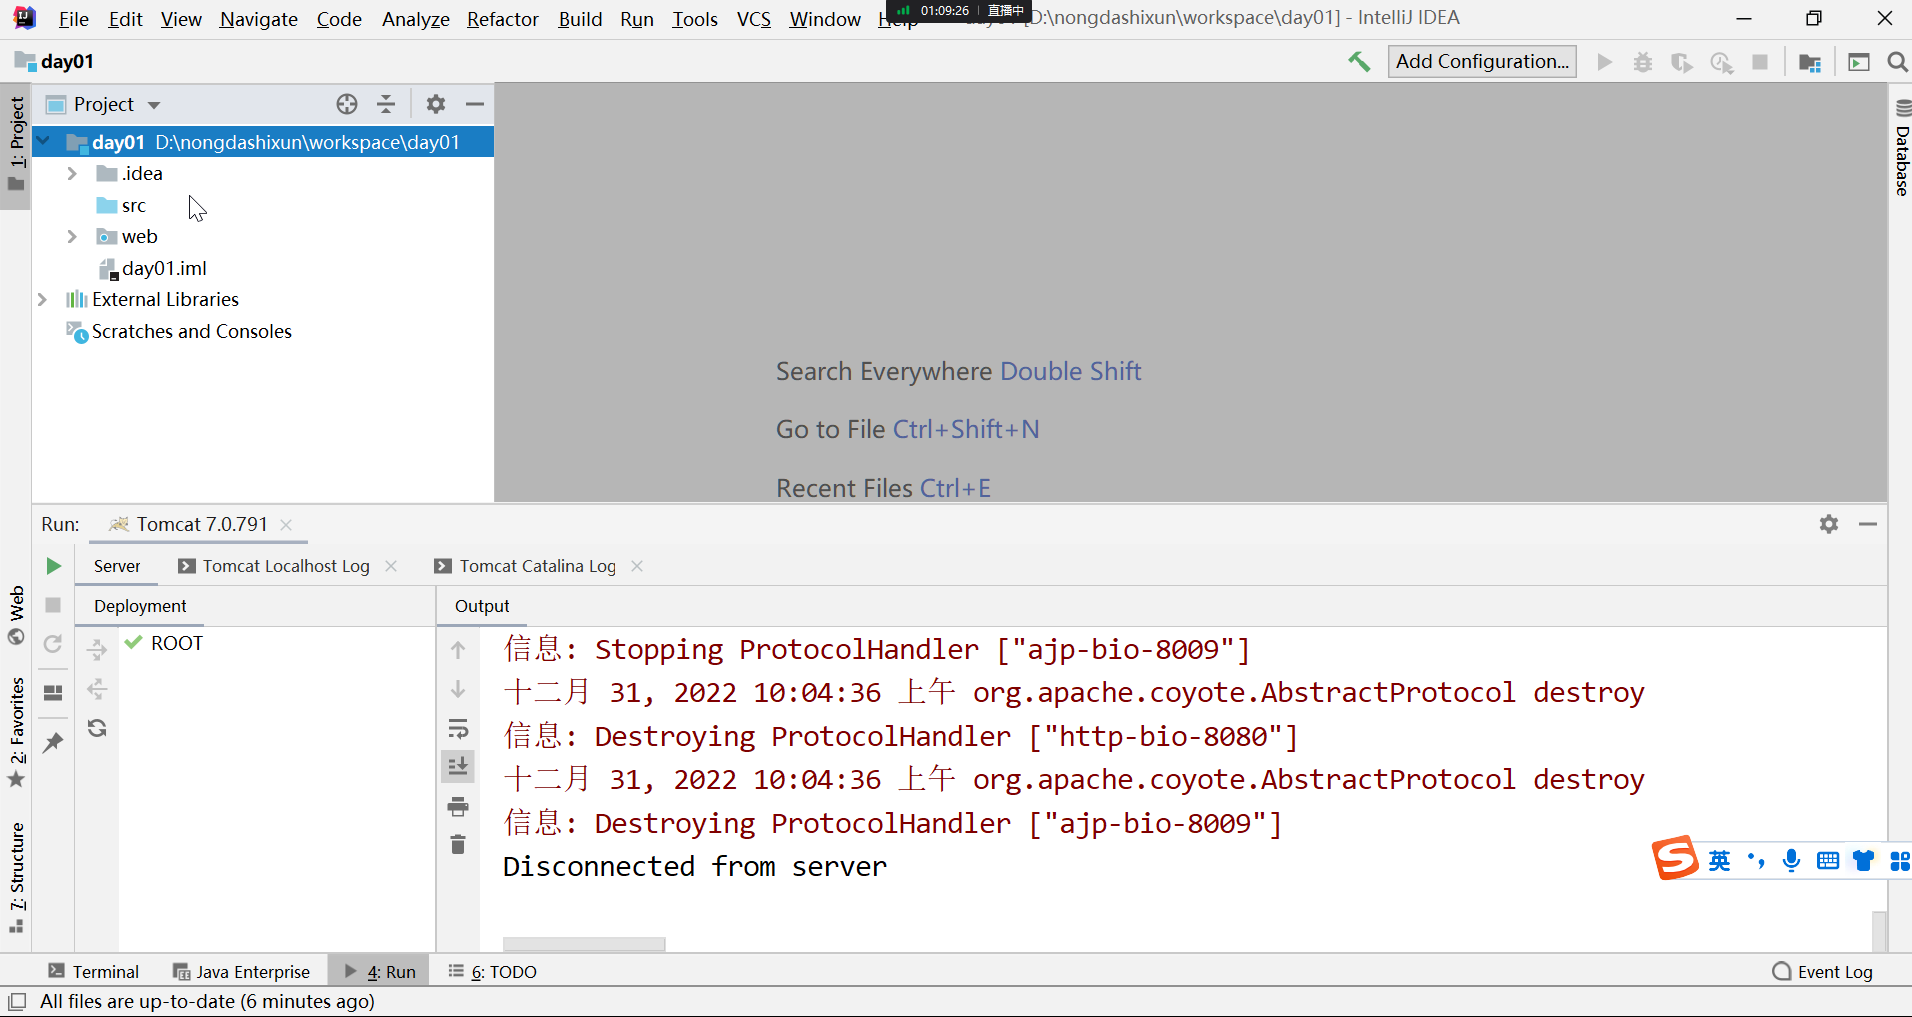 File Edit View Navigate Code Analyze Refactor Build Run Tools VCS Window Help
01:09:26 直播中
D:\nongdashixun\workspace\day01] - IntelliJ IDEA
day01
Add Configuration...
1: Project
Project
day01 D:\nongdashixun\workspace\day01
.idea
src
web
day01.iml
External Libraries
Scratches and Consoles
Database
Search Everywhere Double Shift
Go to File Ctrl+Shift+N
Recent Files Ctrl+E
Run: Tomcat 7.0.791
Server Tomcat Localhost Log Tomcat Catalina Log
Web
Deployment Output
ROOT
2: Favorites
7: Structure
信息: Stopping ProtocolHandler ["ajp-bio-8009"]
十二月 31, 2022 10:04:36 上午 org.apache.coyote.AbstractProtocol destroy
信息: Destroying ProtocolHandler ["http-bio-8080"]
十二月 31, 2022 10:04:36 上午 org.apache.coyote.AbstractProtocol destroy
信息: Destroying ProtocolHandler ["ajp-bio-8009"]
Disconnected from server
英
Terminal Java Enterprise 4: Run 6: TODO Event Log
All files are up-to-date (6 minutes ago)